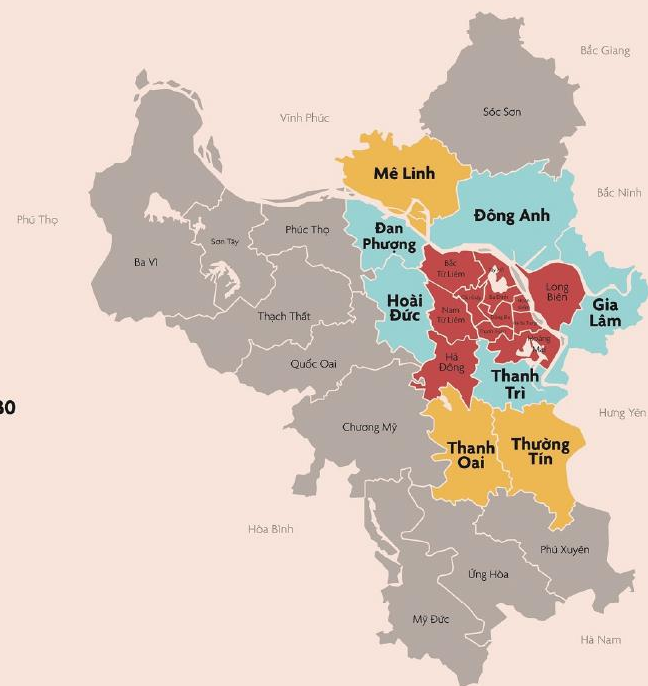 Bắc Giang
Sóc Sơn
Vĩnh Phúc
Mê Linh
Bắc Ninh
Đông Anh
Phú Thọ
Phúc Thọ
Đan
Phượng
Sơn Tây
Ba Vì
Bắc
Từ Liêm
Long
Biên
Hoài
Đức
Gia
Lâm
Thạch Thất
Nam
Từ Liêm
Hoàng
Mai
Quốc Oai
Hà
Đông
Thanh
Trì
30
Hưng Yên
Chương Mỹ
Thanh
Oai
Thường
Tín
Hòa Bình
Phú Xuyên
Ứng Hòa
Mỹ Đức
Hà Nam